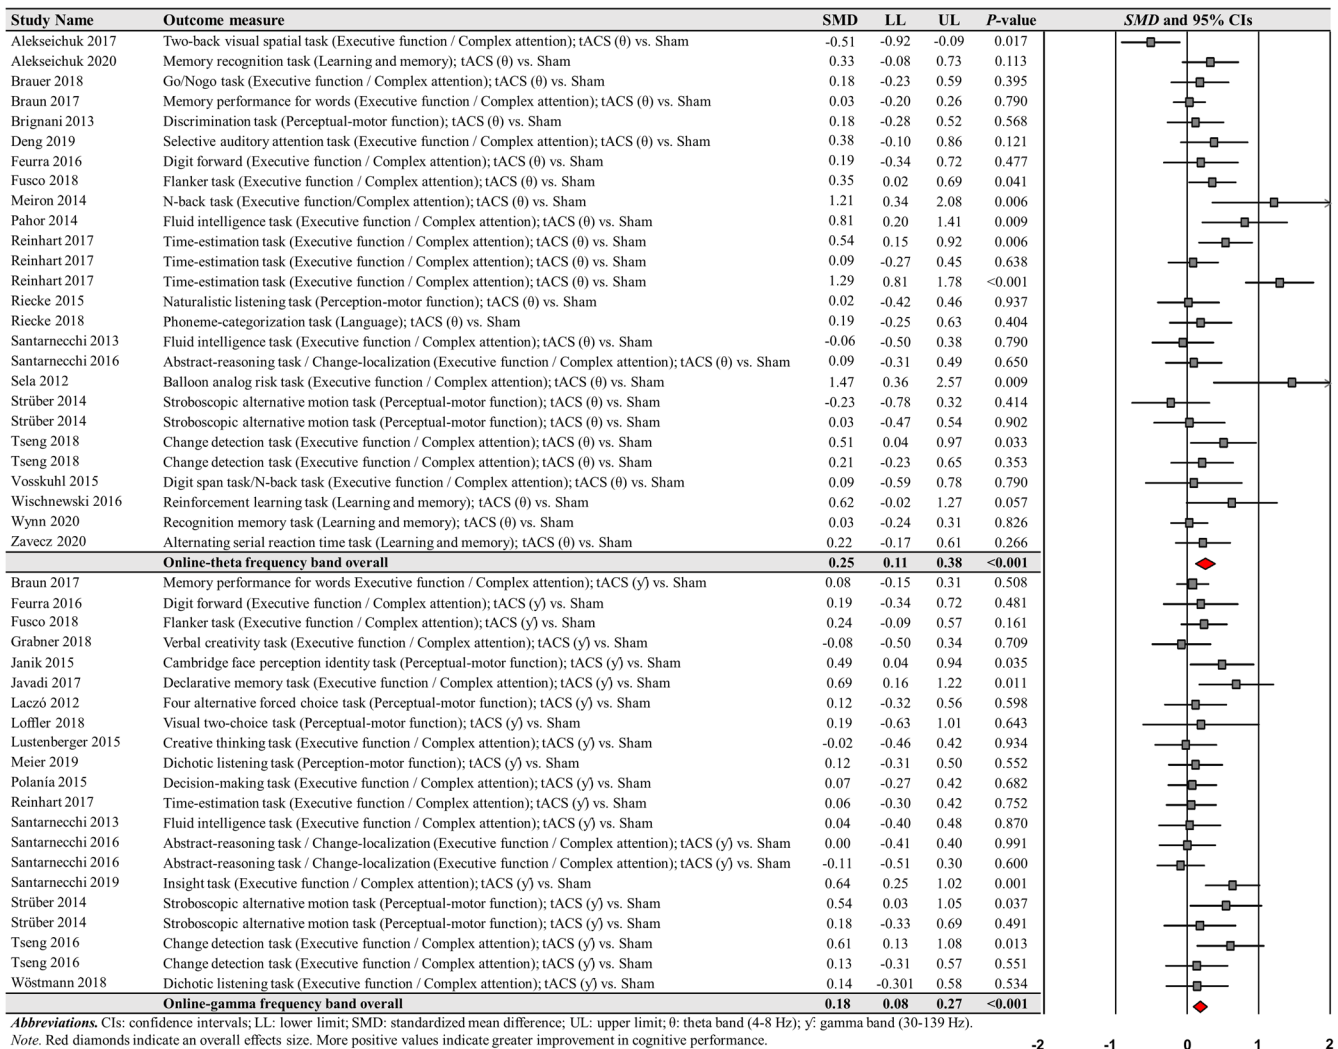 Study Name Outcome measure SMD LL UL P-value SMD and 95% CIs
Alekseichuk 2017 Two-back visual spatial task (Executive function / Complex attention); tACS (θ) vs. Sham -0.51 -0.92 -0.09 0.017
Alekseichuk 2020 Memory recognition task (Learning and memory); tACS (θ) vs. Sham 0.33 -0.08 0.73 0.113
Brauer 2018 Go/Nogo task (Executive function / Complex attention); tACS (θ) vs. Sham 0.18 -0.23 0.59 0.395
Braun 2017 Memory performance for words (Executive function / Complex attention); tACS (θ) vs. Sham 0.03 -0.20 0.26 0.790
Brignani 2013 Discrimination task (Perceptual-motor function); tACS (θ) vs. Sham 0.18 -0.28 0.52 0.568
Deng 2019 Selective auditory attention task (Executive function / Complex attention); tACS (θ) vs. Sham 0.38 -0.10 0.86 0.121
Feurra 2016 Digit forward (Executive function / Complex attention); tACS (θ) vs. Sham 0.19 -0.34 0.72 0.477
Fusco 2018 Flanker task (Executive function / Complex attention); tACS (θ) vs. Sham 0.35 0.02 0.69 0.041
Meiron 2014 N-back task (Executive function/Complex attention); tACS (θ) vs. Sham 1.21 0.34 2.08 0.006
Pahor 2014 Fluid intelligence task (Executive function / Complex attention); tACS (θ) vs. Sham 0.81 0.20 1.41 0.009
Reinhart 2017 Time-estimation task (Executive function / Complex attention); tACS (θ) vs. Sham 0.54 0.15 0.92 0.006
Reinhart 2017 Time-estimation task (Executive function / Complex attention); tACS (θ) vs. Sham 0.09 -0.27 0.45 0.638
Reinhart 2017 Time-estimation task (Executive function / Complex attention); tACS (θ) vs. Sham 1.29 0.81 1.78 <0.001
Riecke 2015 Naturalistic listening task (Perception-motor function); tACS (θ) vs. Sham 0.02 -0.42 0.46 0.937
Riecke 2018 Phoneme-categorization task (Language); tACS (θ) vs. Sham 0.19 -0.25 0.63 0.404
Santarnecchi 2013 Fluid intelligence task (Executive function / Complex attention); tACS (θ) vs. Sham -0.06 -0.50 0.38 0.790
Santarnecchi 2016 Abstract-reasoning task / Change-localization (Executive function / Complex attention); tACS (θ) vs. Sham 0.09 -0.31 0.49 0.650
Sela 2012 Balloon analog risk task (Executive function / Complex attention); tACS (θ) vs. Sham 1.47 0.36 2.57 0.009
Strüber 2014 Stroboscopic alternative motion task (Perceptual-motor function); tACS (θ) vs. Sham -0.23 -0.78 0.32 0.414
Strüber 2014 Stroboscopic alternative motion task (Perceptual-motor function); tACS (θ) vs. Sham 0.03 -0.47 0.54 0.902
Tseng 2018 Change detection task (Executive function / Complex attention); tACS (θ) vs. Sham 0.51 0.04 0.97 0.033
Tseng 2018 Change detection task (Executive function / Complex attention); tACS (θ) vs. Sham 0.21 -0.23 0.65 0.353
Vosskuhl 2015 Digit span task/N-back task (Executive function / Complex attention); tACS (θ) vs. Sham 0.09 -0.59 0.78 0.790
Wischnewski 2016 Reinforcement learning task (Learning and memory); tACS (θ) vs. Sham 0.62 -0.02 1.27 0.057
Wynn 2020 Recognition memory task (Learning and memory); tACS (θ) vs. Sham 0.03 -0.24 0.31 0.826
Zavecz 2020 Alternating serial reaction time task (Learning and memory); tACS (θ) vs. Sham 0.22 -0.17 0.61 0.266
Online-theta frequency band overall 0.25 0.11 0.38 <0.001
Braun 2017 Memory performance for words Executive function / Complex attention); tACS (γ) vs. Sham 0.08 -0.15 0.31 0.508
Feurra 2016 Digit forward (Executive function / Complex attention); tACS (γ) vs. Sham 0.19 -0.34 0.72 0.481
Fusco 2018 Flanker task (Executive function / Complex attention); tACS (γ) vs. Sham 0.24 -0.09 0.57 0.161
Grabner 2018 Verbal creativity task (Executive function / Complex attention); tACS (γ) vs. Sham -0.08 -0.50 0.34 0.709
Janik 2015 Cambridge face perception identity task (Perceptual-motor function); tACS (γ) vs. Sham 0.49 0.04 0.94 0.035
Javadi 2017 Declarative memory task (Executive function / Complex attention); tACS (γ) vs. Sham 0.69 0.16 1.22 0.011
Laczó 2012 Four alternative forced choice task (Perceptual-motor function); tACS (γ) vs. Sham 0.12 -0.32 0.56 0.598
Loffler 2018 Visual two-choice task (Perceptual-motor function); tACS (γ) vs. Sham 0.19 -0.63 1.01 0.643
Lustenberger 2015 Creative thinking task (Executive function / Complex attention); tACS (γ) vs. Sham -0.02 -0.46 0.42 0.934
Meier 2019 Dichotic listening task (Perception-motor function); tACS (γ) vs. Sham 0.12 -0.31 0.50 0.552
Polanía 2015 Decision-making task (Executive function / Complex attention); tACS (γ) vs. Sham 0.07 -0.27 0.42 0.682
Reinhart 2017 Time-estimation task (Executive function / Complex attention); tACS (γ) vs. Sham 0.06 -0.30 0.42 0.752
Santarnecchi 2013 Fluid intelligence task (Executive function / Complex attention); tACS (γ) vs. Sham 0.04 -0.40 0.48 0.870
Santarnecchi 2016 Abstract-reasoning task / Change-localization (Executive function / Complex attention); tACS (γ) vs. Sham 0.00 -0.41 0.40 0.991
Santarnecchi 2016 Abstract-reasoning task / Change-localization (Executive function / Complex attention); tACS (γ) vs. Sham -0.11 -0.51 0.30 0.600
Santarnecchi 2019 Insight task (Executive function / Complex attention); tACS (γ) vs. Sham 0.64 0.25 1.02 0.001
Strüber 2014 Stroboscopic alternative motion task (Perceptual-motor function); tACS (γ) vs. Sham 0.54 0.03 1.05 0.037
Strüber 2014 Stroboscopic alternative motion task (Perceptual-motor function); tACS (γ) vs. Sham 0.18 -0.33 0.69 0.491
Tseng 2016 Change detection task (Executive function / Complex attention); tACS (γ) vs. Sham 0.61 0.13 1.08 0.013
Tseng 2016 Change detection task (Executive function / Complex attention); tACS (γ) vs. Sham 0.13 -0.31 0.57 0.551
Wöstmann 2018 Dichotic listening task (Executive function / Complex attention); tACS (γ) vs. Sham 0.14 -0.301 0.58 0.534
Online-gamma frequency band overall 0.18 0.08 0.27 <0.001
Abbreviations. CIs: confidence intervals; LL: lower limit; SMD: standardized mean difference; UL: upper limit; θ: theta band (4-8 Hz); γ: gamma band (30-139 Hz).
Note. Red diamonds indicate an overall effects size. More positive values indicate greater improvement in cognitive performance.
-2 -1 0 1 2